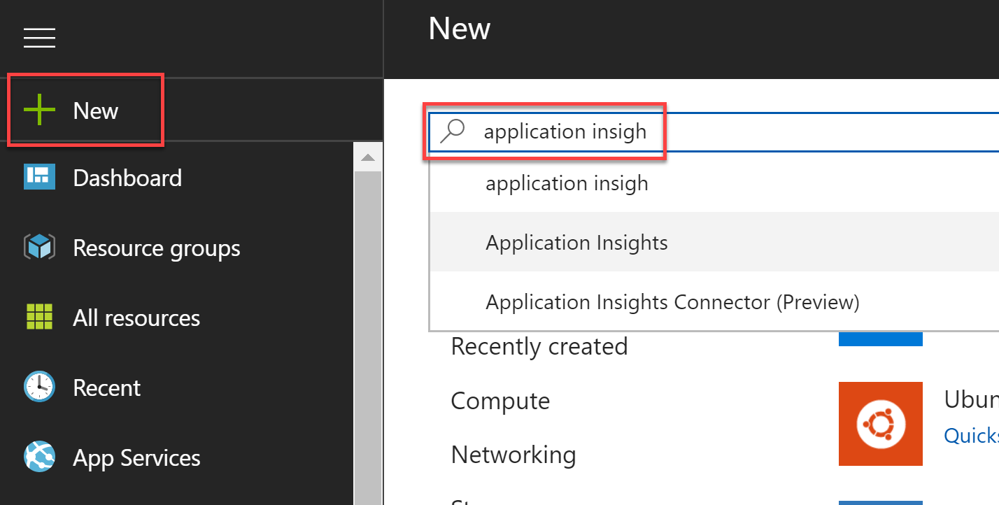 New
Dashboard
Resource groups
All resources
Recent
App Services
New
application insigh
application insigh
Application Insights
Application Insights Connector (Preview)
Recently created
Compute
Networking
Ubun
Quicks